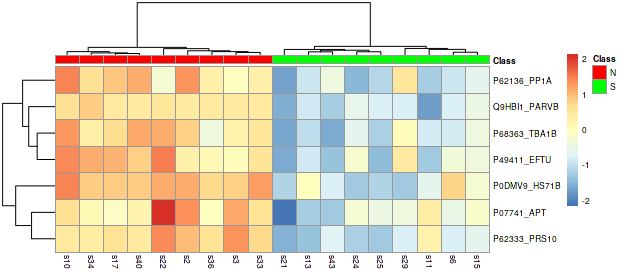 Class
P62136_PP1A
Q9HBI1_PARVB
P68363_TBA1B
P49411_EFTU
P0DMV9_HS71B
P07741_APT
P62333_PRS10
s10 s34 s17 s40 s22 s2 s36 s3 s33 s21 s13 s43 s24 s25 s29 s11 s6 s15
2
1
0
-1
-2
Class
N
S